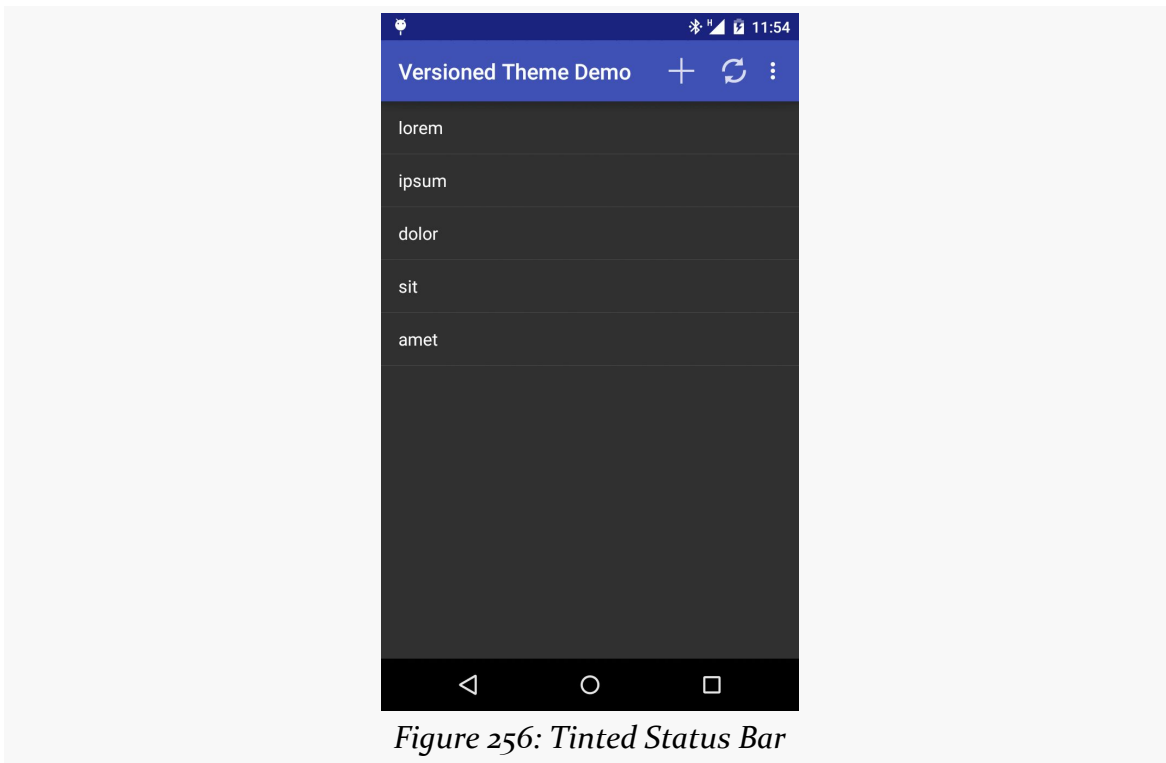 H 11:54
Versioned Theme Demo
lorem
ipsum
dolor
sit
amet
Figure 256: Tinted Status Bar